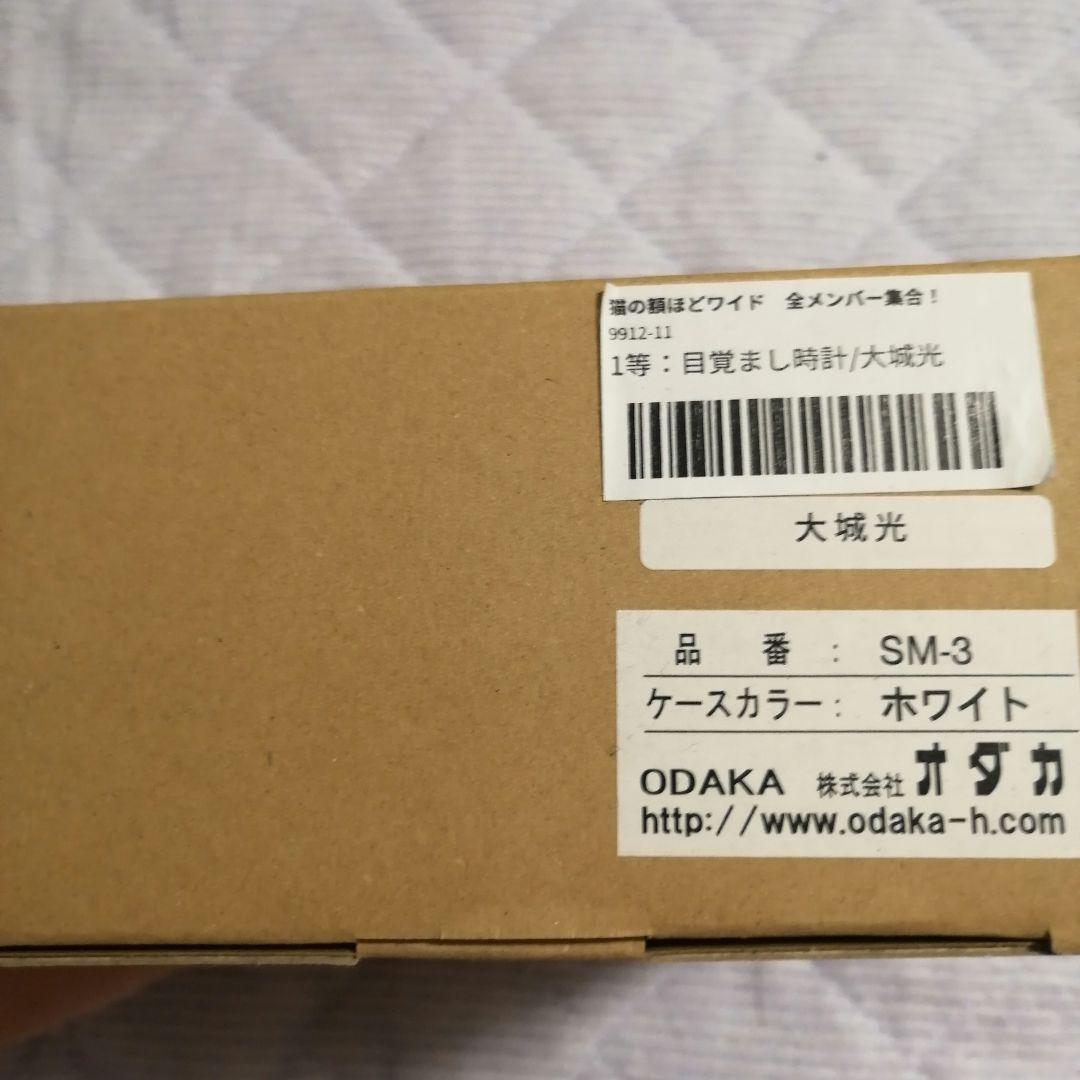 猫の額ほどワイド　全メンバー集合！
9912-11
1等：目覚まし時計/大城光
大城光
品　番 : SM-3
ケースカラー : ホワイト
ODAKA 株式会社 オダカ
http://www.odaka-h.com